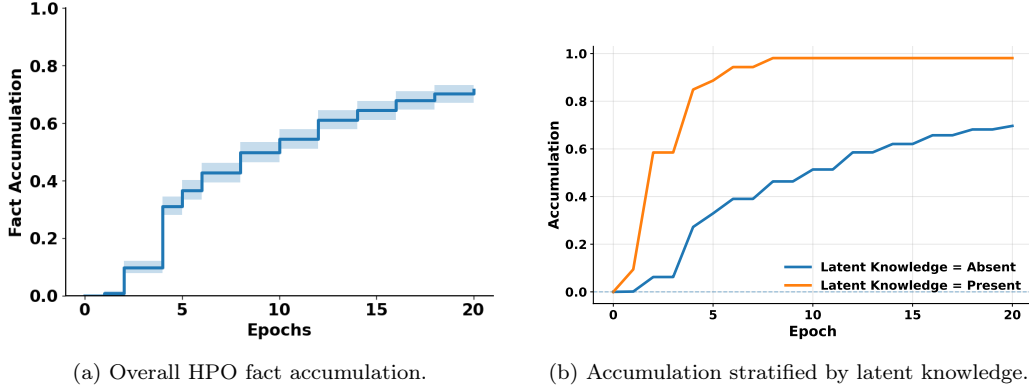 1.0
0.8
0.6
0.4
0.2
0.0
Fact Accumulation
5
10
15
20
0
Epochs
(a) Overall HPO fact accumulation.
1.0
0.8
0.6
0.4
0.2
0.0
Accumulation
Latent Knowledge = Absent
Latent Knowledge = Present
0
5
10
15
20
Epoch
(b) Accumulation stratified by latent knowledge.